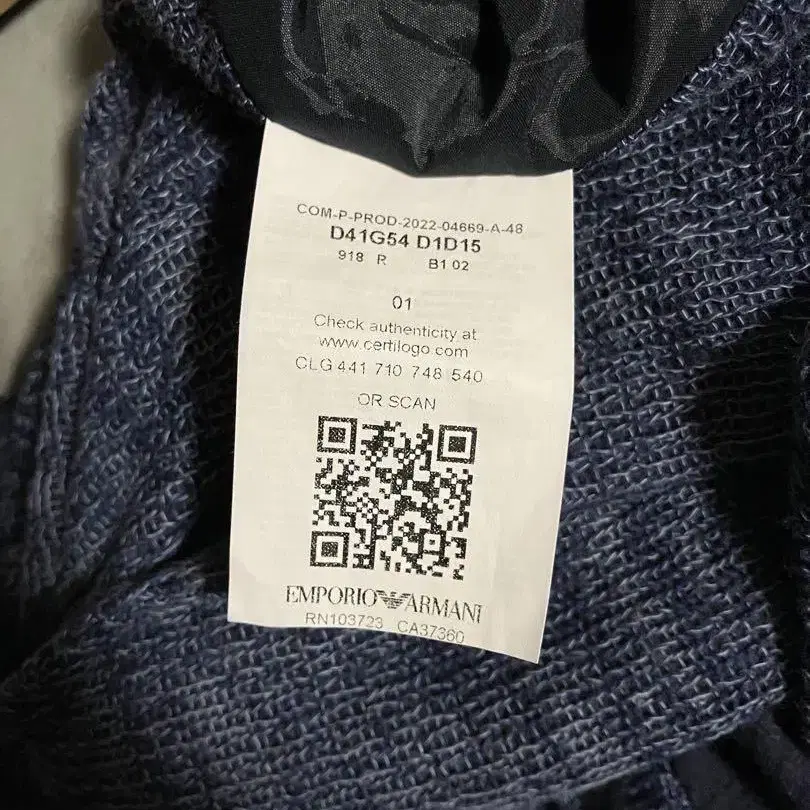 COM-P-PROD-2022-04669-A-48
D41G54 D1D15
918 R B1 02
01
Check authenticity at
www.certilogo.com
CLG 441 710 748 540
OR SCAN
EMPORIO ARMANI
RN103723 CA37360